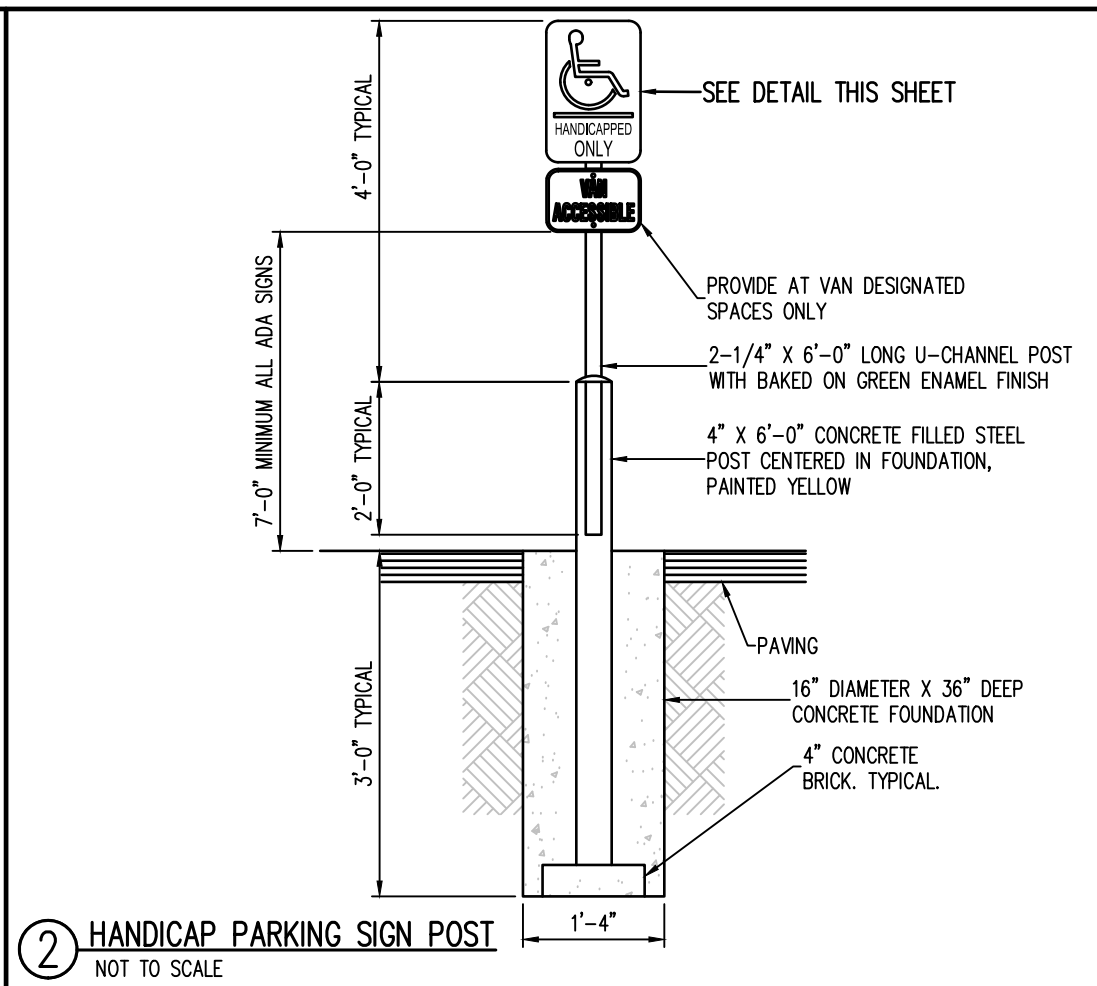 4'-0" TYPICAL
HANDICAPPED
ONLY
SEE DETAIL THIS SHEET
VAN
ACCESSIBLE
7'-0" MINIMUM ALL ADA SIGNS
PROVIDE AT VAN DESIGNATED
SPACES ONLY
2-1/4" X 6'-0" LONG U-CHANNEL POST
WITH BAKED ON GREEN ENAMEL FINISH
2'-0" TYPICAL
4" X 6'-0" CONCRETE FILLED STEEL
POST CENTERED IN FOUNDATION,
PAINTED YELLOW
PAVING
3'-0" TYPICAL
16" DIAMETER X 36" DEEP
CONCRETE FOUNDATION
4" CONCRETE
BRICK. TYPICAL.
1'-4"
2 HANDICAP PARKING SIGN POST
NOT TO SCALE